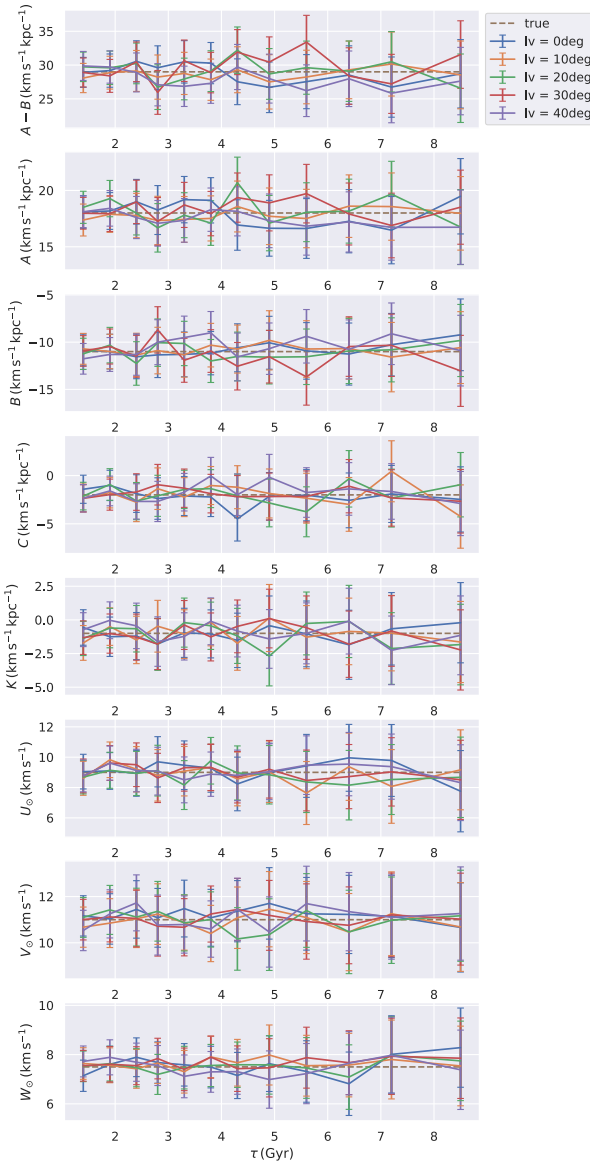 true
lv = 0deg
lv = 10deg
lv = 20deg
lv = 30deg
lv = 40deg
A − B (km s⁻¹ kpc⁻¹)
35
30
25
2 3 4 5 6 7 8
A (km s⁻¹ kpc⁻¹)
20
15
2 3 4 5 6 7 8
B (km s⁻¹ kpc⁻¹)
−5
−10
−15
2 3 4 5 6 7 8
C (km s⁻¹ kpc⁻¹)
0
−5
2 3 4 5 6 7 8
K (km s⁻¹ kpc⁻¹)
2.5
0.0
−2.5
−5.0
2 3 4 5 6 7 8
U⊙ (km s⁻¹)
12
10
8
6
2 3 4 5 6 7 8
V⊙ (km s⁻¹)
12
10
2 3 4 5 6 7 8
W⊙ (km s⁻¹)
10
8
6
2 3 4 5 6 7 8
τ (Gyr)